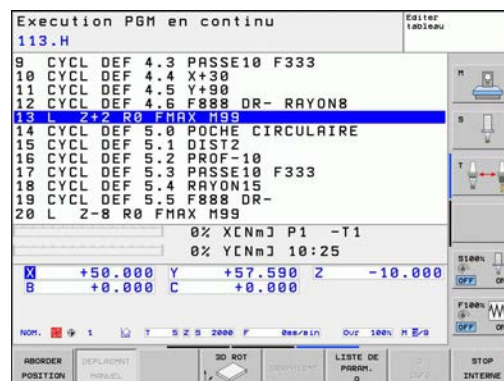 Execution PGM en continu
Editer
tableau
113.H
9 CYCL DEF 4.3 PASSE10 F333
10 CYCL DEF 4.4 X+30
11 CYCL DEF 4.5 Y+90
12 CYCL DEF 4.6 F888 DR- RAYON8
13 L Z+2 R0 FMAX M99
14 CYCL DEF 5.0 POCHE CIRCULAIRE
15 CYCL DEF 5.1 DIST2
16 CYCL DEF 5.2 PROF-10
17 CYCL DEF 5.3 PASSE10 F333
18 CYCL DEF 5.4 RAYON15
19 CYCL DEF 5.5 F888 DR-
20 L Z-8 R0 FMAX M99
0% X[Nm] P1 -T1
0% Y[Nm] 10:25
X +50.000 Y +57.590 Z -10.000
B +0.000 C +0.000
NOM. 1 T 5 Z S 2000 F 0mm/min Ovr 100% M 5/9
M
S
T
S100%
OFF ON
F100% W
OFF ON
ABORDER
POSITION
DEPLACMNT
MANUEL
3D ROT
LISTE DE
PARAM.
Q
STOP
INTERNE